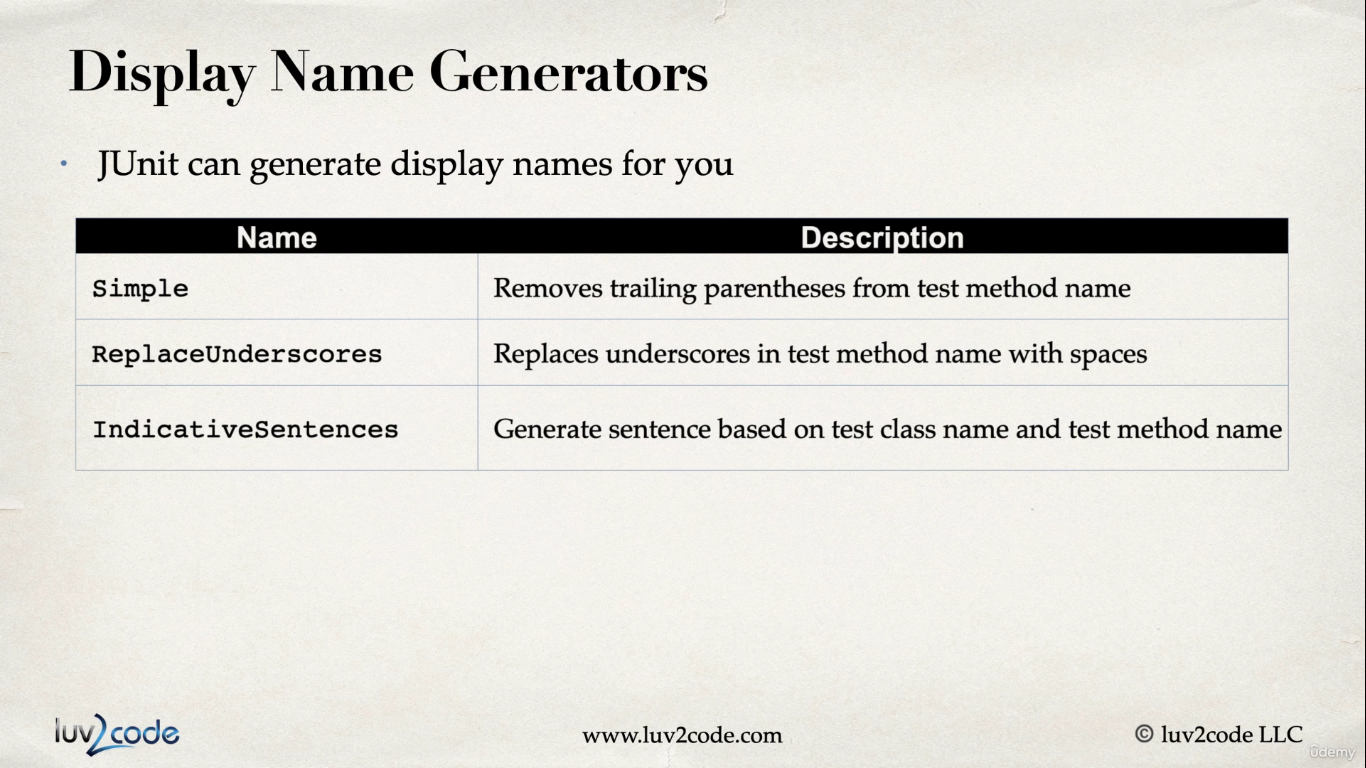 Display Name Generators
• JUnit can generate display names for you
Name Description
Simple Removes trailing parentheses from test method name
ReplaceUnderscores Replaces underscores in test method name with spaces
IndicativeSentences Generate sentence based on test class name and test method name
luv2code www.luv2code.com © luv2code LLC
ûdemy